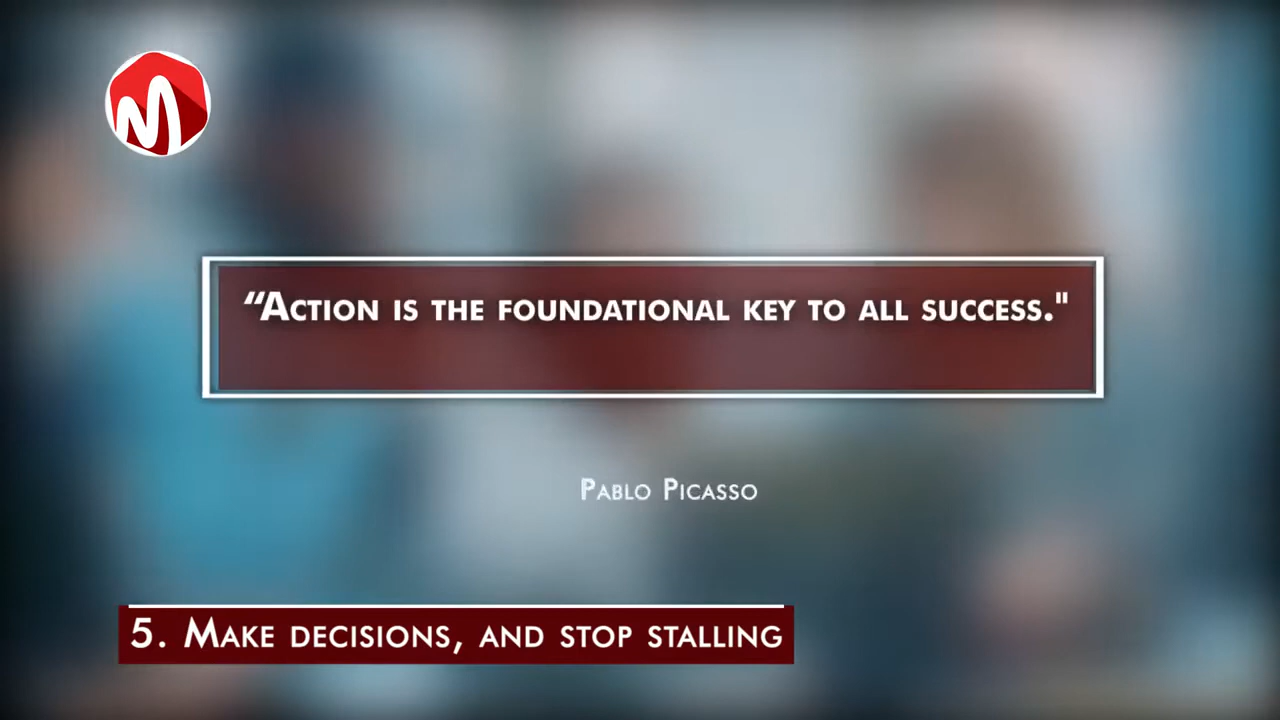 “Action is the foundational key to all success."
Pablo Picasso
5. Make decisions, and stop stalling